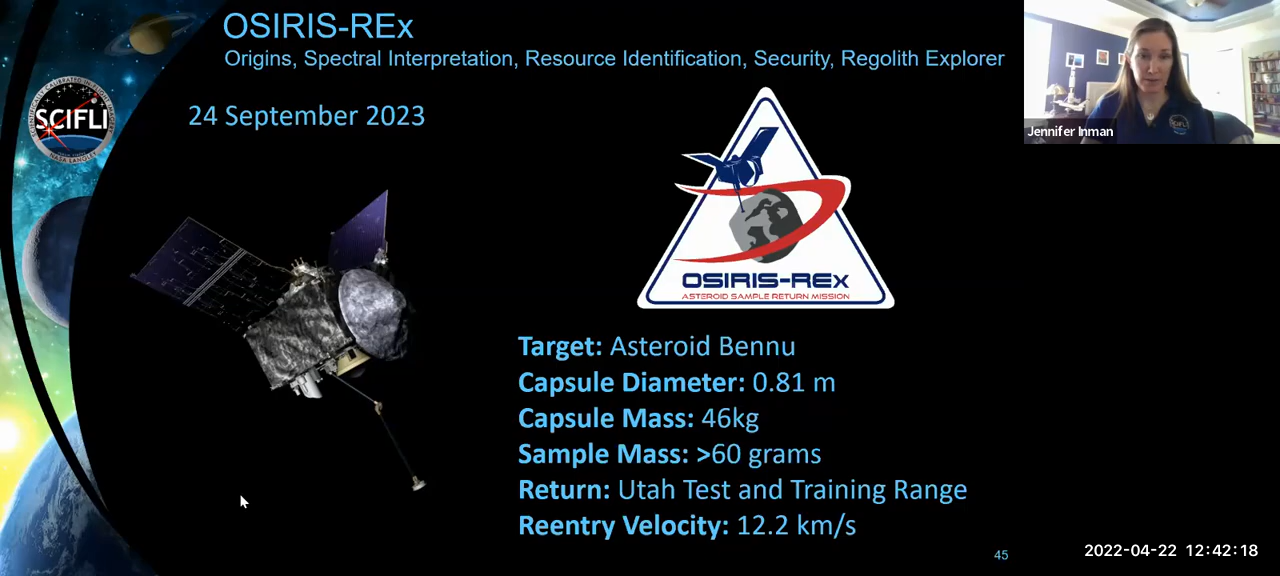 OSIRIS-REx
Origins, Spectral Interpretation, Resource Identification, Security, Regolith Explorer
24 September 2023
SCIFLI
NASA LANGLEY
OSIRIS-REx
ASTEROID SAMPLE RETURN MISSION
Jennifer Inman
Target: Asteroid Bennu
Capsule Diameter: 0.81 m
Capsule Mass: 46kg
Sample Mass: >60 grams
Return: Utah Test and Training Range
Reentry Velocity: 12.2 km/s
45
2022-04-22 12:42:18